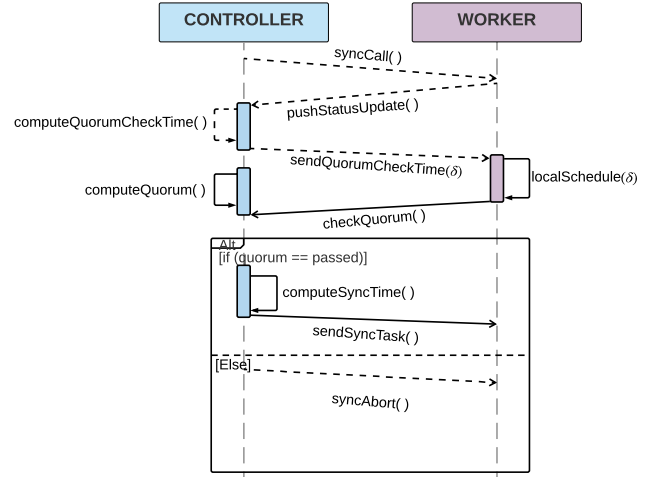 CONTROLLER
WORKER
syncCall( )
pushStatusUpdate( )
computeQuorumCheckTime( )
sendQuorumCheckTime(δ)
localSchedule(δ)
computeQuorum( )
checkQuorum( )
Alt
[if (quorum == passed)]
computeSyncTime( )
sendSyncTask( )
[Else]
syncAbort( )